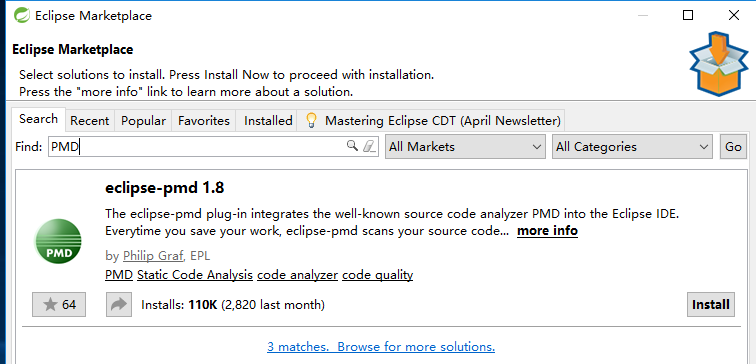 Eclipse Marketplace
Eclipse Marketplace
Select solutions to install. Press Install Now to proceed with installation.
Press the "more info" link to learn more about a solution.
Search Recent Popular Favorites Installed Mastering Eclipse CDT (April Newsletter)
Find: PMD All Markets All Categories Go
eclipse-pmd 1.8
The eclipse-pmd plug-in integrates the well-known source code analyzer PMD into the Eclipse IDE.
Everytime you save your work, eclipse-pmd scans your source code... more info
PMD
by Philip Graf, EPL
PMD Static Code Analysis code analyzer code quality
64 Installs: 110K (2,820 last month) Install
3 matches. Browse for more solutions.